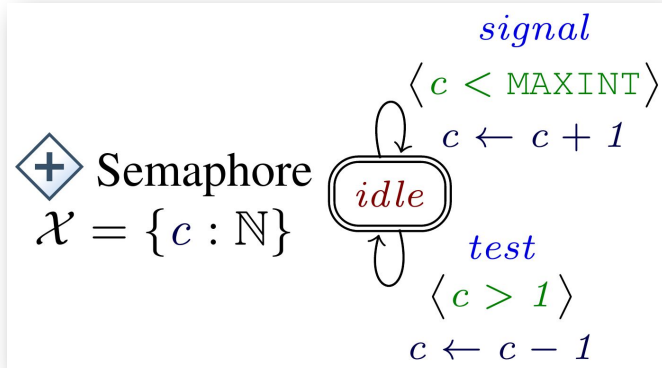 signal
⟨c < MAXINT⟩
c ← c + 1
+ Semaphore
idle
𝒳 = {c : ℕ}
test
⟨c > 1⟩
c ← c − 1